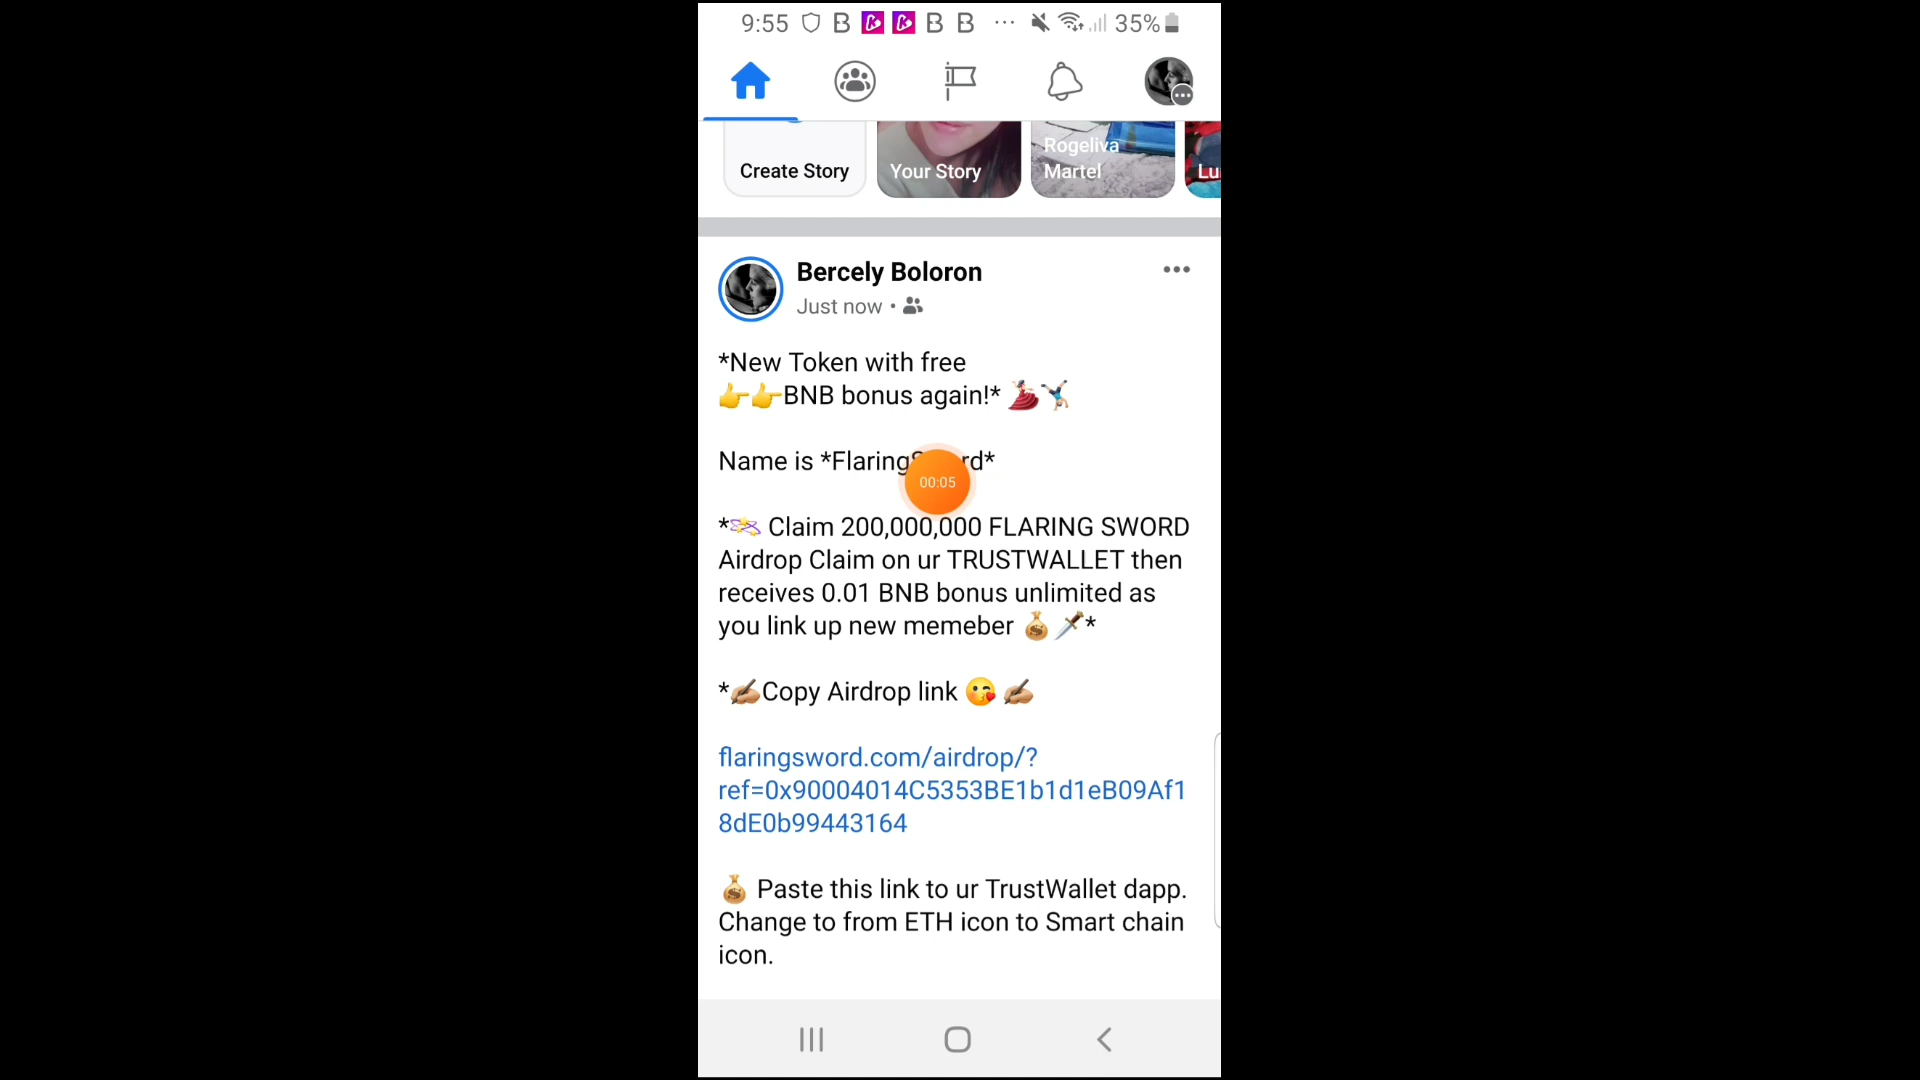 9:55 B B B 35%
Create Story
Your Story
Rogeliva
Martel
Lu
Bercely Boloron
Just now •
*New Token with free
👉👉BNB bonus again!* 💃🤸
Name is
00:05
*💫 Claim 200,000,000 FLARING SWORD
Airdrop Claim on ur TRUSTWALLET then
receives 0.01 BNB bonus unlimited as
you link up new memeber 💰🗡*
*✍Copy Airdrop link 😘 ✍
flaringsword.com/airdrop/?
ref=0x90004014C5353BE1b1d1eB09Af1
8dE0b99443164
💰 Paste this link to ur TrustWallet dapp.
Change to from ETH icon to Smart chain
icon.